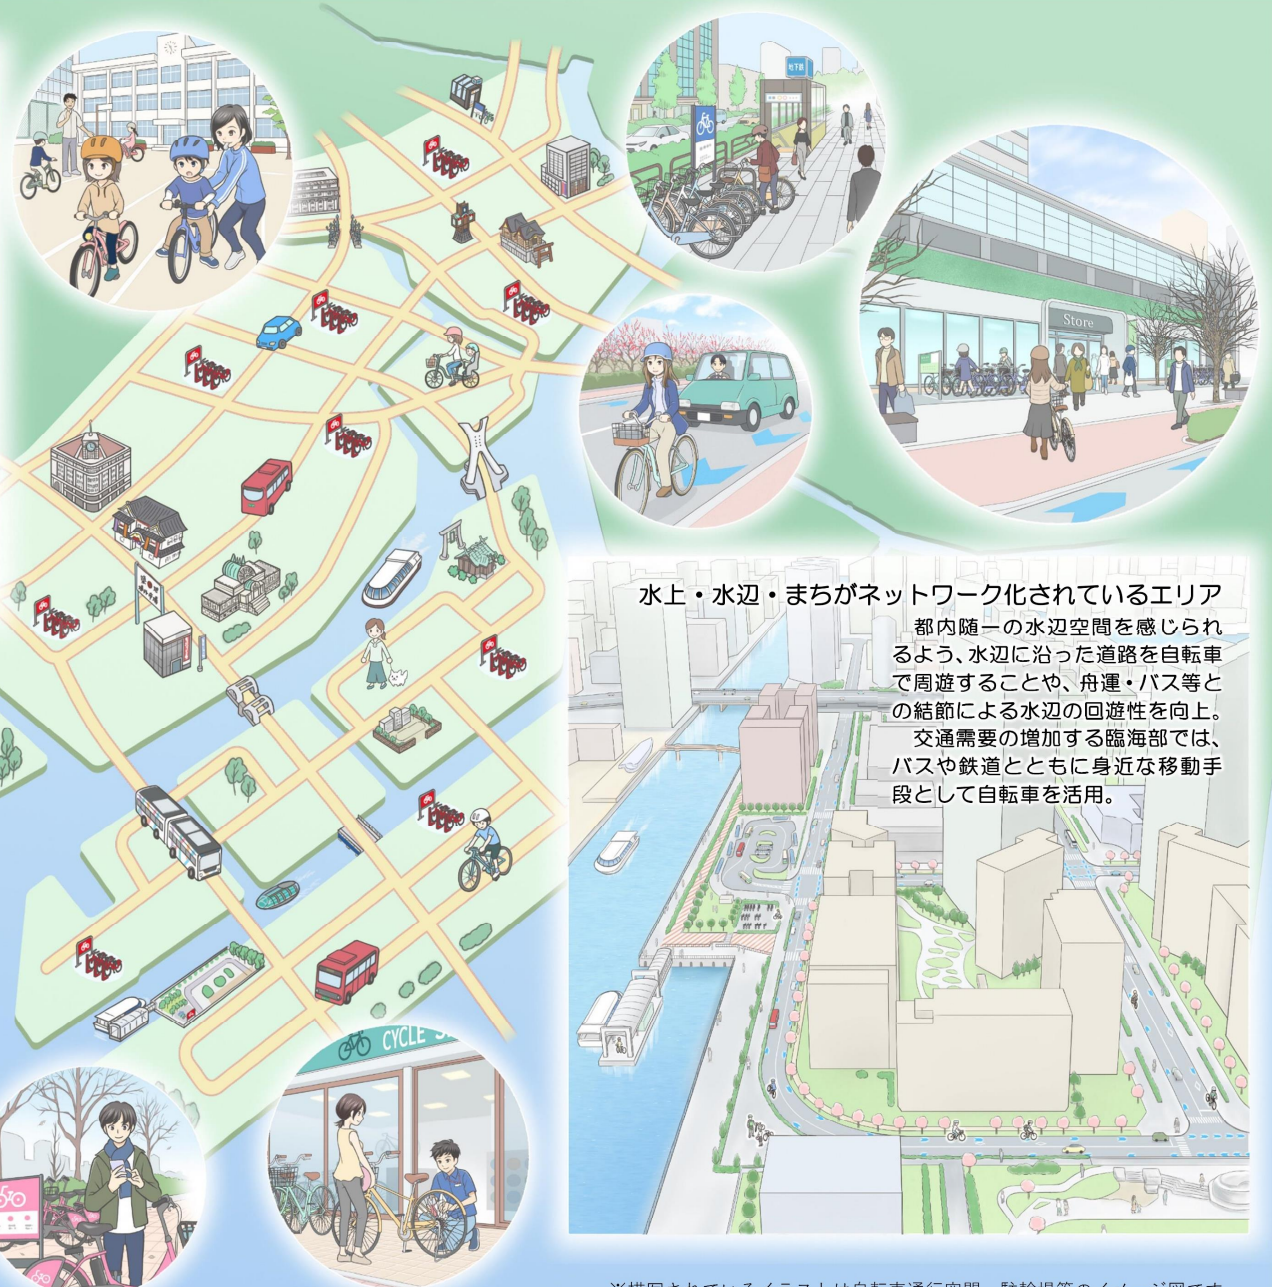 地下鉄
Store
水上・水辺・まちがネットワーク化されているエリア
都内随一の水辺空間を感じられ
るよう、水辺に沿った道路を自転車
で周遊することや、舟運・バス等と
の結節による水辺の回遊性を向上。
交通需要の増加する臨海部では、
バスや鉄道とともに身近な移動手
段として自転車を活用。
CYCLE S